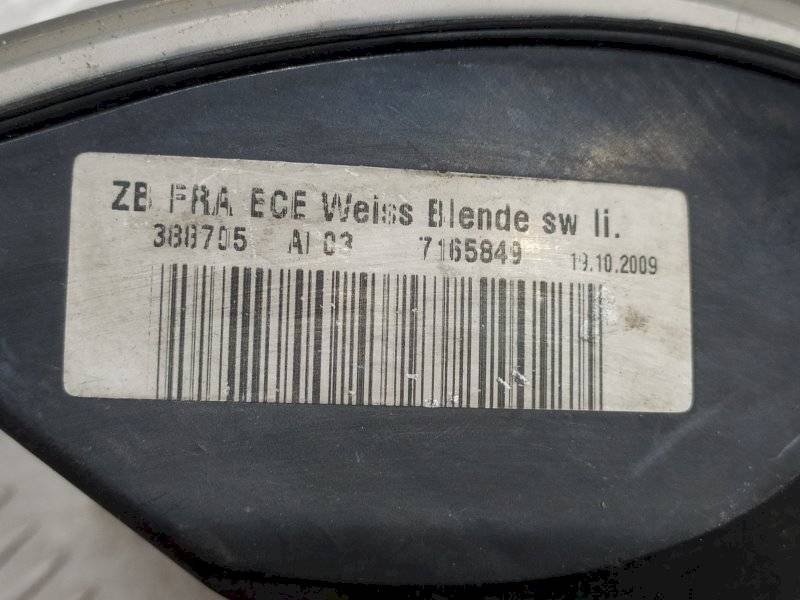 ZB FRA ECE Weiss Blende sw li.
388705 AI 03 7165849 19.10.2009